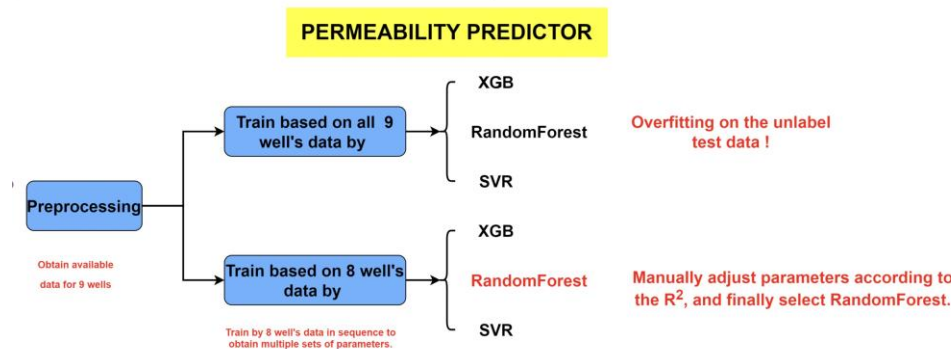 PERMEABILITY PREDICTOR
XGB
Train based on all 9
well's data by
RandomForest
Overfitting on the unlabel
test data !
SVR
Preprocessing
Obtain available
data for 9 wells
XGB
Train based on 8 well's
data by
RandomForest
Manually adjust parameters according to
the R², and finally select RandomForest.
Train by 8 well's data in sequence to
obtain multiple sets of parameters.
SVR